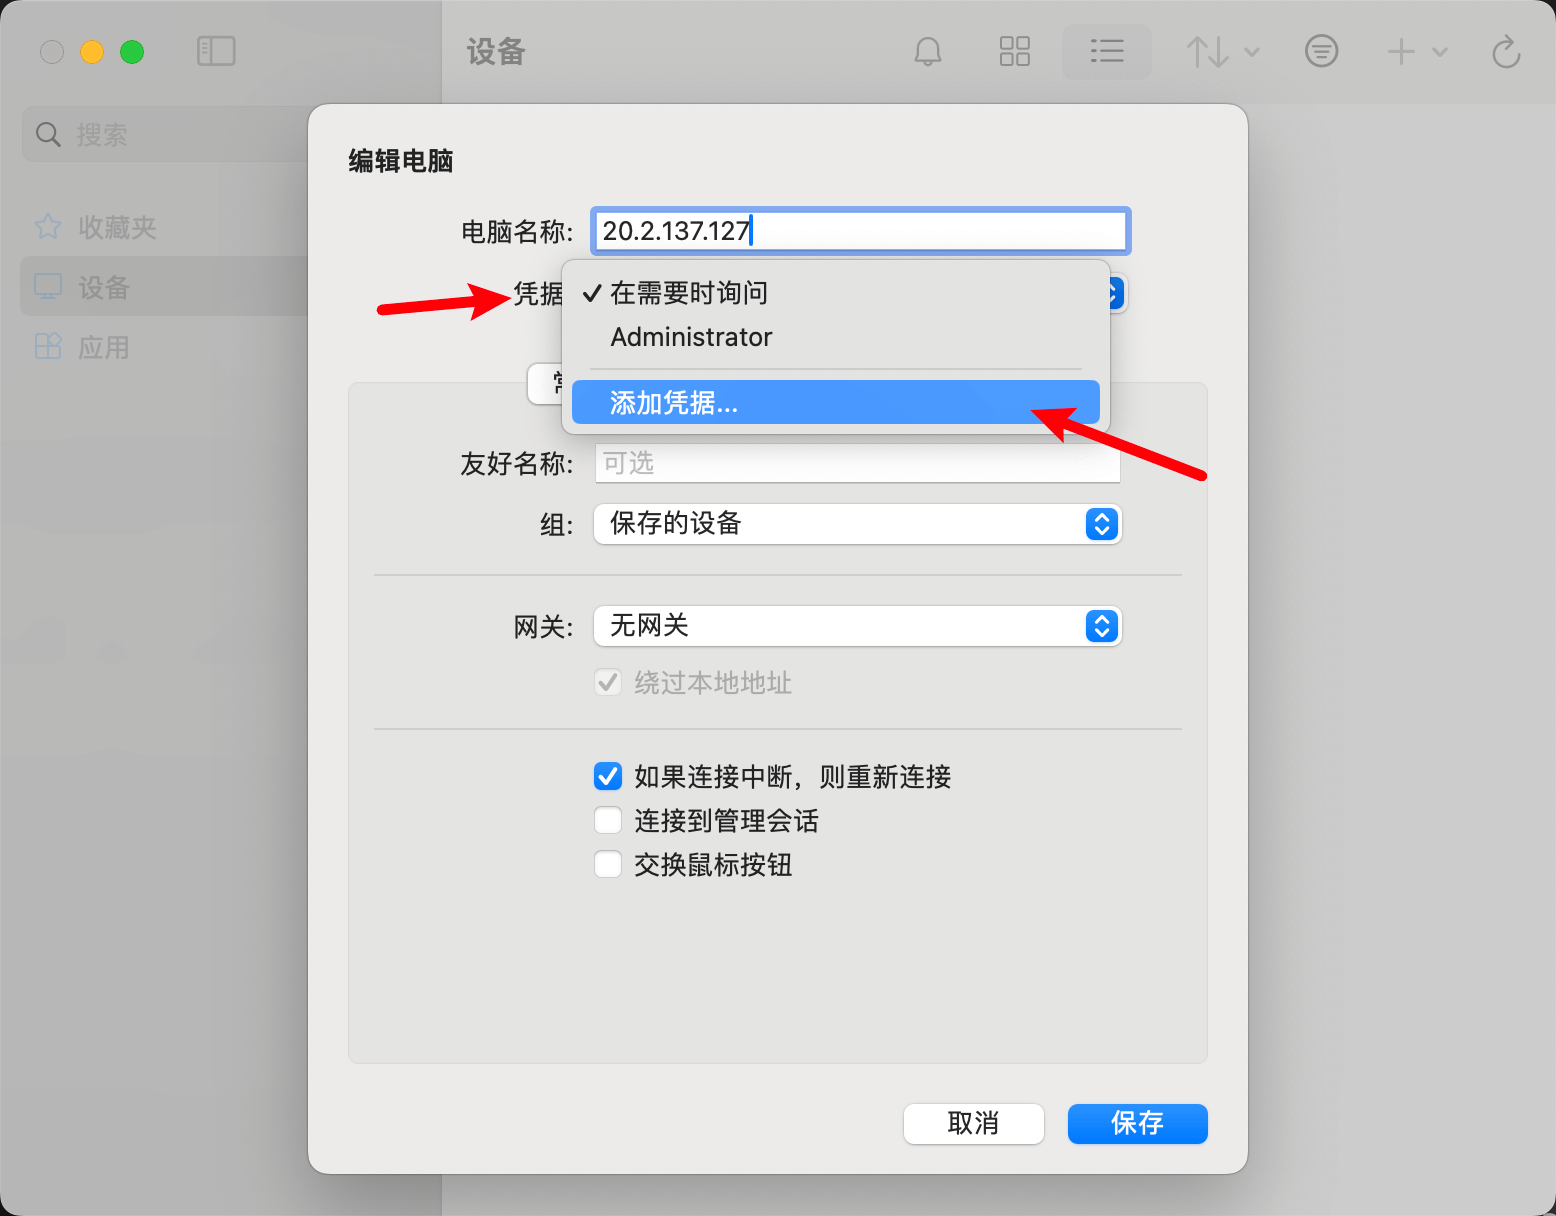 设备
搜索
收藏夹
设备
应用
编辑电脑
电脑名称:
20.2.137.127
凭据
在需要时询问
Administrator
添加凭据...
友好名称:
可选
组:
保存的设备
网关:
无网关
绕过本地地址
如果连接中断，则重新连接
连接到管理会话
交换鼠标按钮
取消
保存